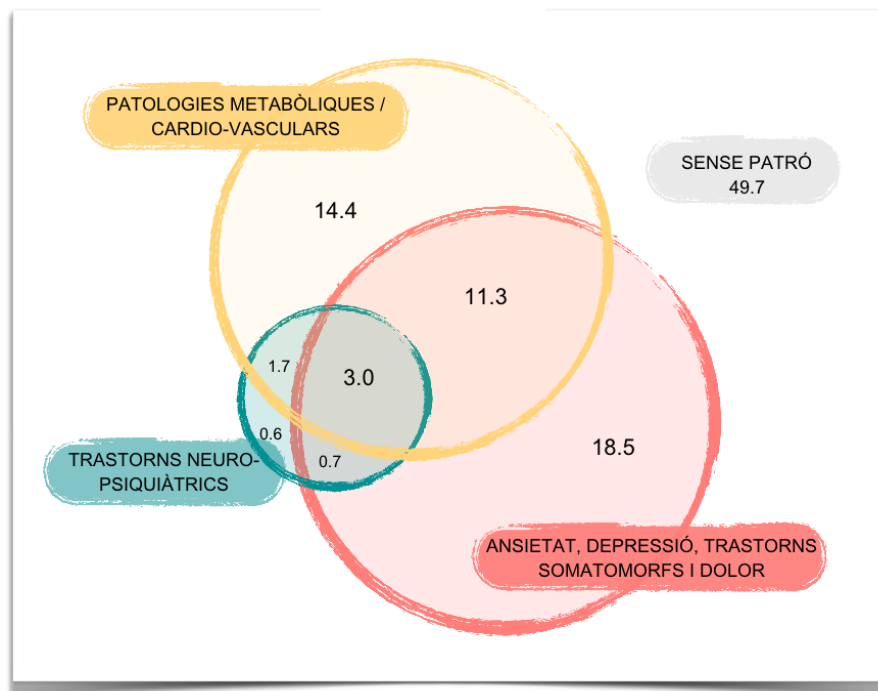 PATOLOGIES METABÒLIQUES /
CARDIO-VASCULARS
SENSE PATRÓ
49.7
14.4
11.3
1.7
3.0
0.6
0.7
18.5
TRASTORNS NEURO-
PSIQUIÀTRICS
ANSIETAT, DEPRESSIÓ, TRASTORNS
SOMATOMORFS I DOLOR